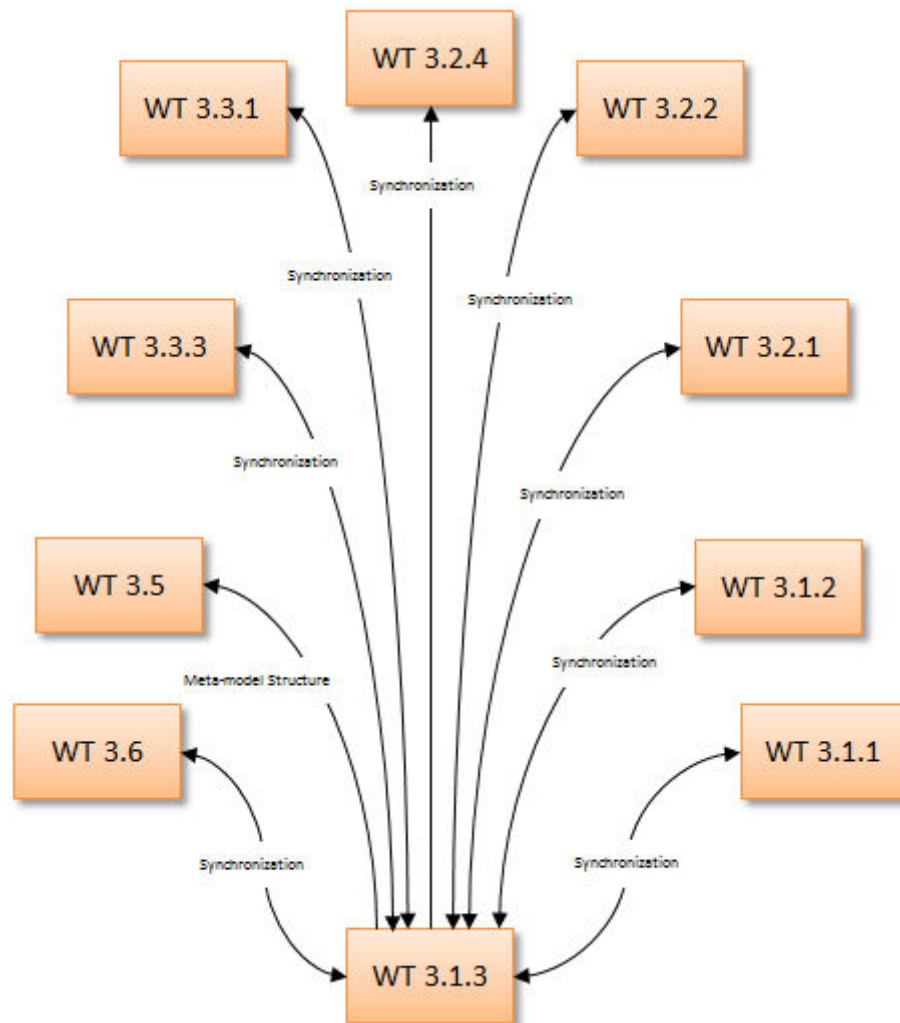 WT 3.2.4
WT 3.3.1
WT 3.2.2
Synchronization
Synchronization
Synchronization
WT 3.3.3
WT 3.2.1
Synchronization
Synchronization
WT 3.5
WT 3.1.2
Synchronization
Meta-model Structure
WT 3.6
WT 3.1.1
Synchronization
Synchronization
WT 3.1.3